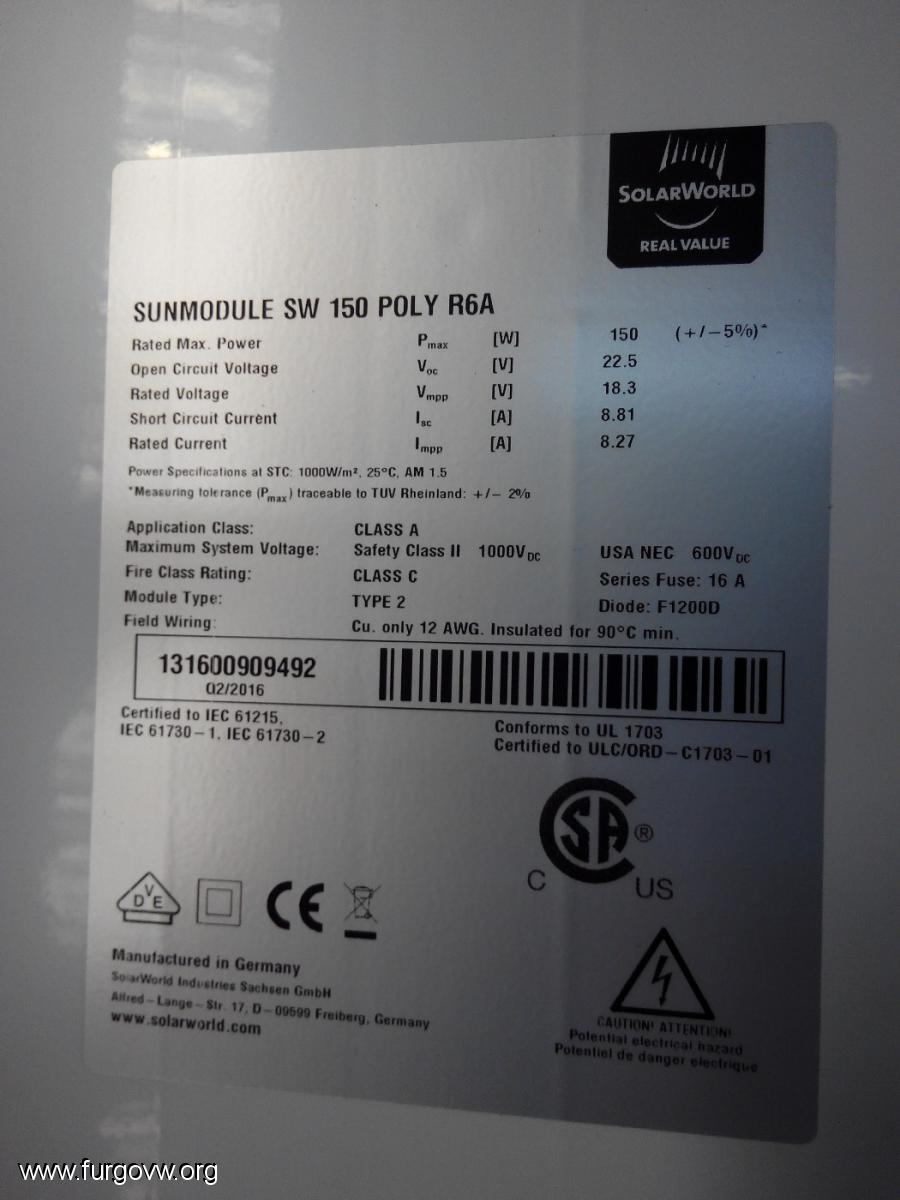 SOLARWORLD
REAL VALUE
SUNMODULE SW 150 POLY R6A
Rated Max. Power Pmax [W] 150 (+/-5%)*
Open Circuit Voltage Voc [V] 22.5
Rated Voltage Vmpp [V] 18.3
Short Circuit Current Isc [A] 8.81
Rated Current Impp [A] 8.27
Power Specifications at STC: 1000W/m², 25°C, AM 1.5
*Measuring tolerance (Pmax) traceable to TUV Rheinland: +/- 2%
Application Class: CLASS A
Maximum System Voltage: Safety Class II 1000VDC USA NEC 600VDC
Fire Class Rating: CLASS C Series Fuse: 16 A
Module Type: TYPE 2 Diode: F1200D
Field Wiring: Cu. only 12 AWG. Insulated for 90°C min.
131600909492
02/2016
Certified to IEC 61215,
IEC 61730-1, IEC 61730-2
Conforms to UL 1703
Certified to ULC/ORD-C1703-01
CSA ®
C US
DVE CE
Manufactured in Germany
SolarWorld Industries Sachsen GmbH
Alfred-Lange-Str. 17, D-09599 Freiberg, Germany
www.solarworld.com
CAUTION! ATTENTION!
Potential electrical hazard
Potentiel de danger electrique
www.furgovw.org